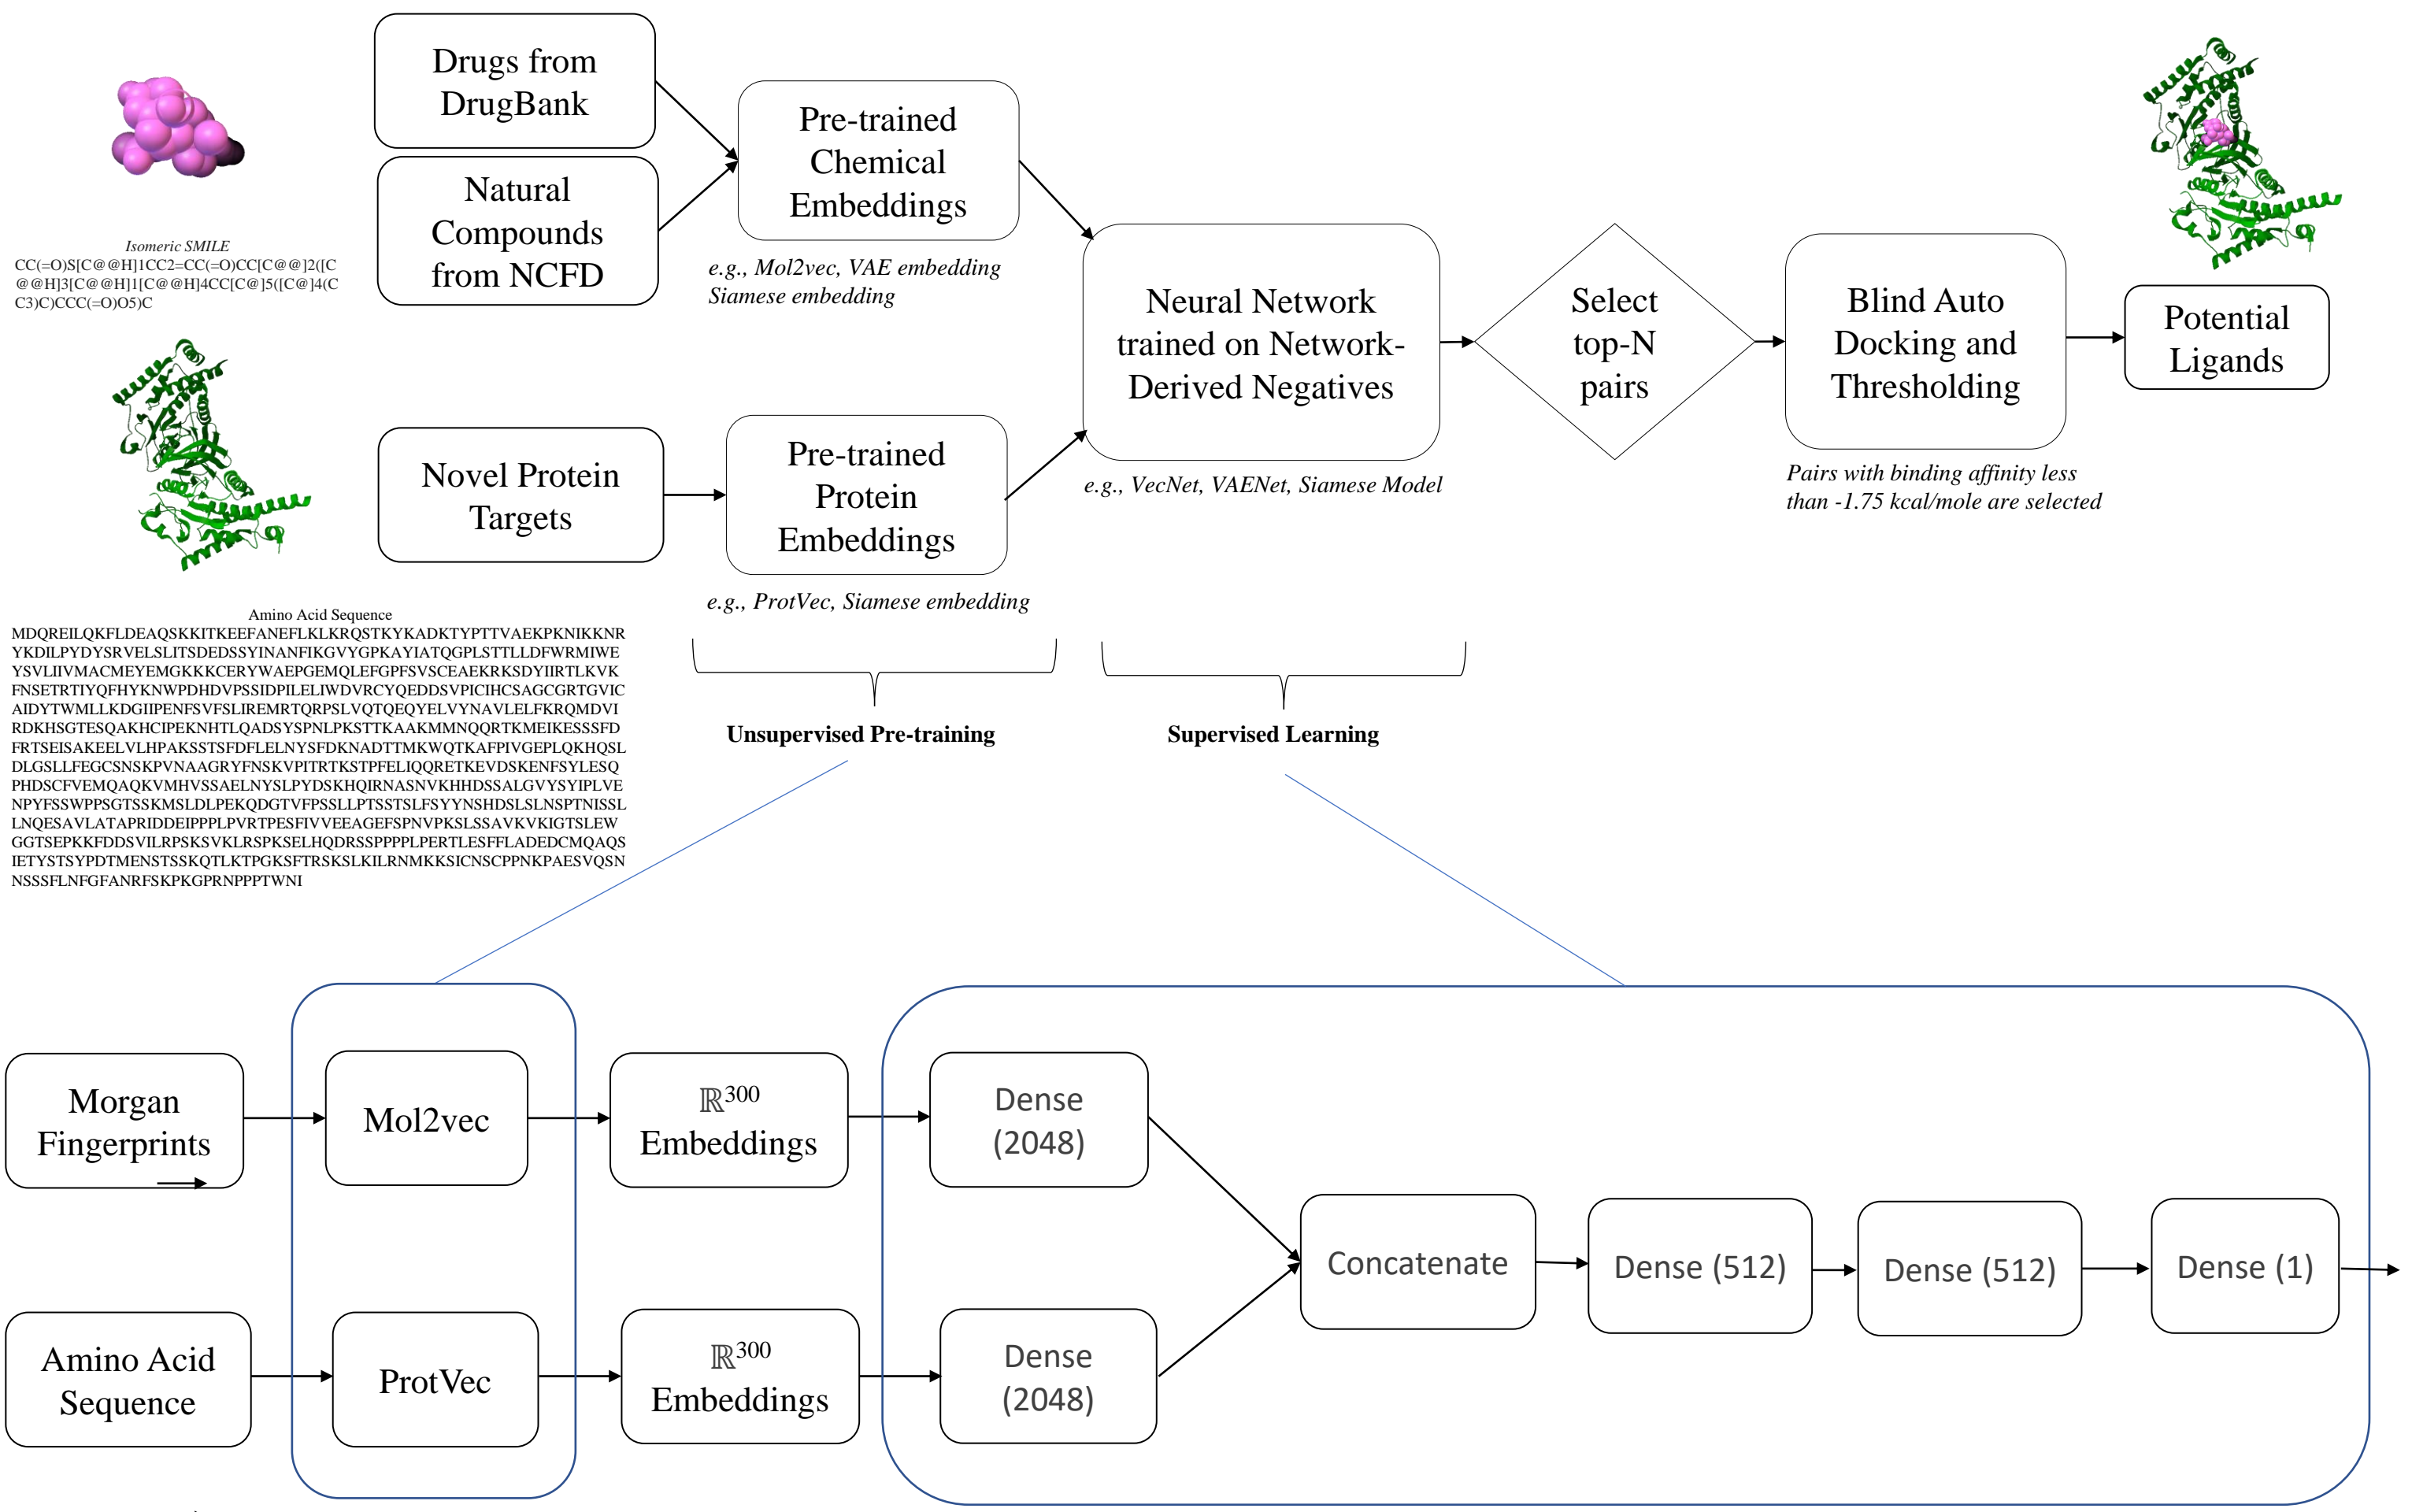 Drugs from
DrugBank
Natural
Compounds
from NCFD
Pre-trained
Chemical
Embeddings
e.g., Mol2vec, VAE embedding
Siamese embedding
Isomeric SMILE
CC(=O)S[C@@H]1CC2=CC(=O)CC[C@@]2([C
@@H]3[C@@H]1[C@@H]4CC[C@]5([C@]4(C
C3)C)CCC(=O)O5)C
Novel Protein
Targets
Pre-trained
Protein
Embeddings
e.g., ProtVec, Siamese embedding
Neural Network
trained on Network-
Derived Negatives
e.g., VecNet, VAENet, Siamese Model
Select
top-N
pairs
Blind Auto
Docking and
Thresholding
Pairs with binding affinity less
than -1.75 kcal/mole are selected
Potential
Ligands
Amino Acid Sequence
MDQREILQKFLDEAQSKKITKEEFANEFLKLKRQSTKYKADKTYPTTVAEKPKNIKKNR
YKDILPYDYSRVELSLITSDEDSSYINANFIKGVYGPKAYIATQGPLSTTLLDFWRMIWE
YSVLIIVMACMEYEMGKKKCERYWAEPGEMQLEFGPFSVSCEAEKRKSDYIIRTLKVK
FNSETRTIYQFHYKNWPDHDVPSSIDPILELIWDVRCYQEDDSVPICIHCSAGCGRTGVIC
AIDYTWMLLKDGIIPENFSVFSLIREMRTQRPSLVQTQEQYELVYNAVLELFKRQMDVI
RDKHSGTESQAKHCIPEKNHTLQADSYSPNLPKSTTKAAKMMNQQRTKMEIKESSSFD
FRTSEISAKEELVLHPAKSSTSFDFLELNYSFDKNADTTMKWQTKAFPIVGEPLQKHQSL
DLGSLLFEGCSNSKPVNAAGRYFNSKVPITRTKSTPFELIQQRETKEVDSKENFSYLESQ
PHDSCFVEMQAQKVMHVSSAELNYSLPYDSKHQIRNASNVKHHDSSALGVYSYIPLVE
NPYFSSWPPSGTSSKMSLDLPEKQDGTVFPSSLLPTSSTSLFSYYNSHDSLSLNSPTNISSL
LNQESAVLATAPRIDDEIPPPLPVRTPESFIVVEEAGEFSPNVPKSLSSAVKVKIGTSLEW
GGTSEPKKFDDSVILRPSKSVKLRSPKSELHQDRSSPPPPLPERTLESFFLADEDCMQAQS
IETYSTSYPDTMENSTSSKQTLKTPGKSFTRSKSLKILRNMKKSICNSCPPNKPAESVQSN
NSSSFLNFGFANRFSKPKGPRNPPPTWNI
Unsupervised Pre-training
Supervised Learning
Morgan
Fingerprints
Mol2vec
ℝ³⁰⁰
Embeddings
Dense
(2048)
Amino Acid
Sequence
ProtVec
ℝ³⁰⁰
Embeddings
Dense
(2048)
Concatenate
Dense (512)
Dense (512)
Dense (1)